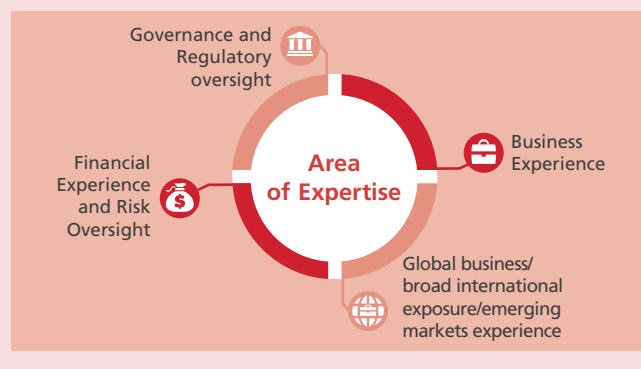 Governance and
Regulatory
oversight
Business
Experience
Area
of Expertise
Financial
Experience
and Risk
Oversight
$
Global business/
broad international
exposure/emerging
markets experience